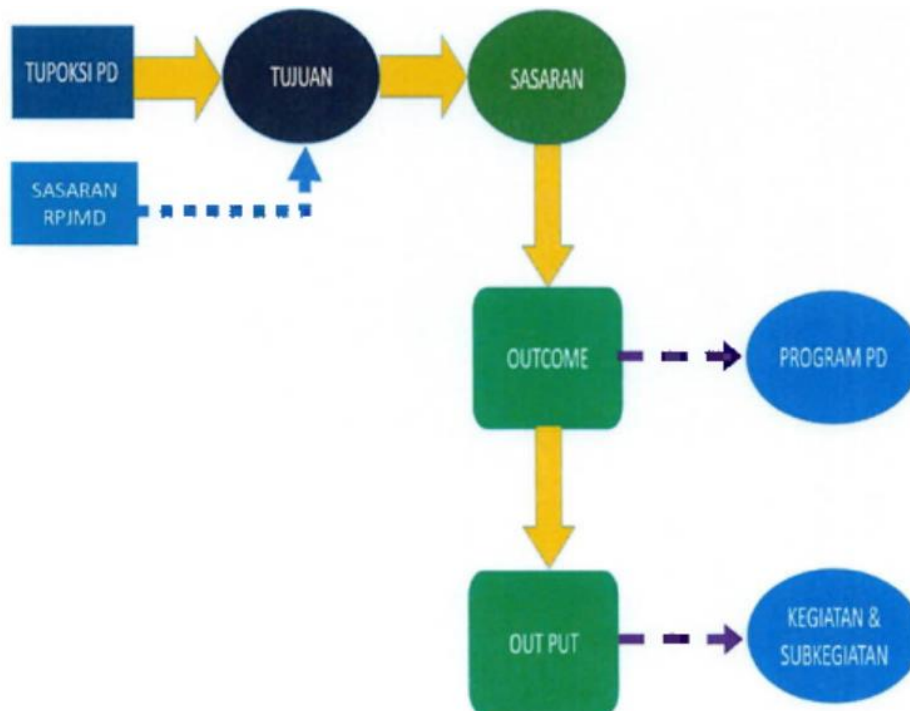 TUPOKSI PD
TUJUAN
SASARAN
SASARAN
RPJMD
OUTCOME
PROGRAM PD
OUT PUT
KEGIATAN &
SUBKEGIATAN